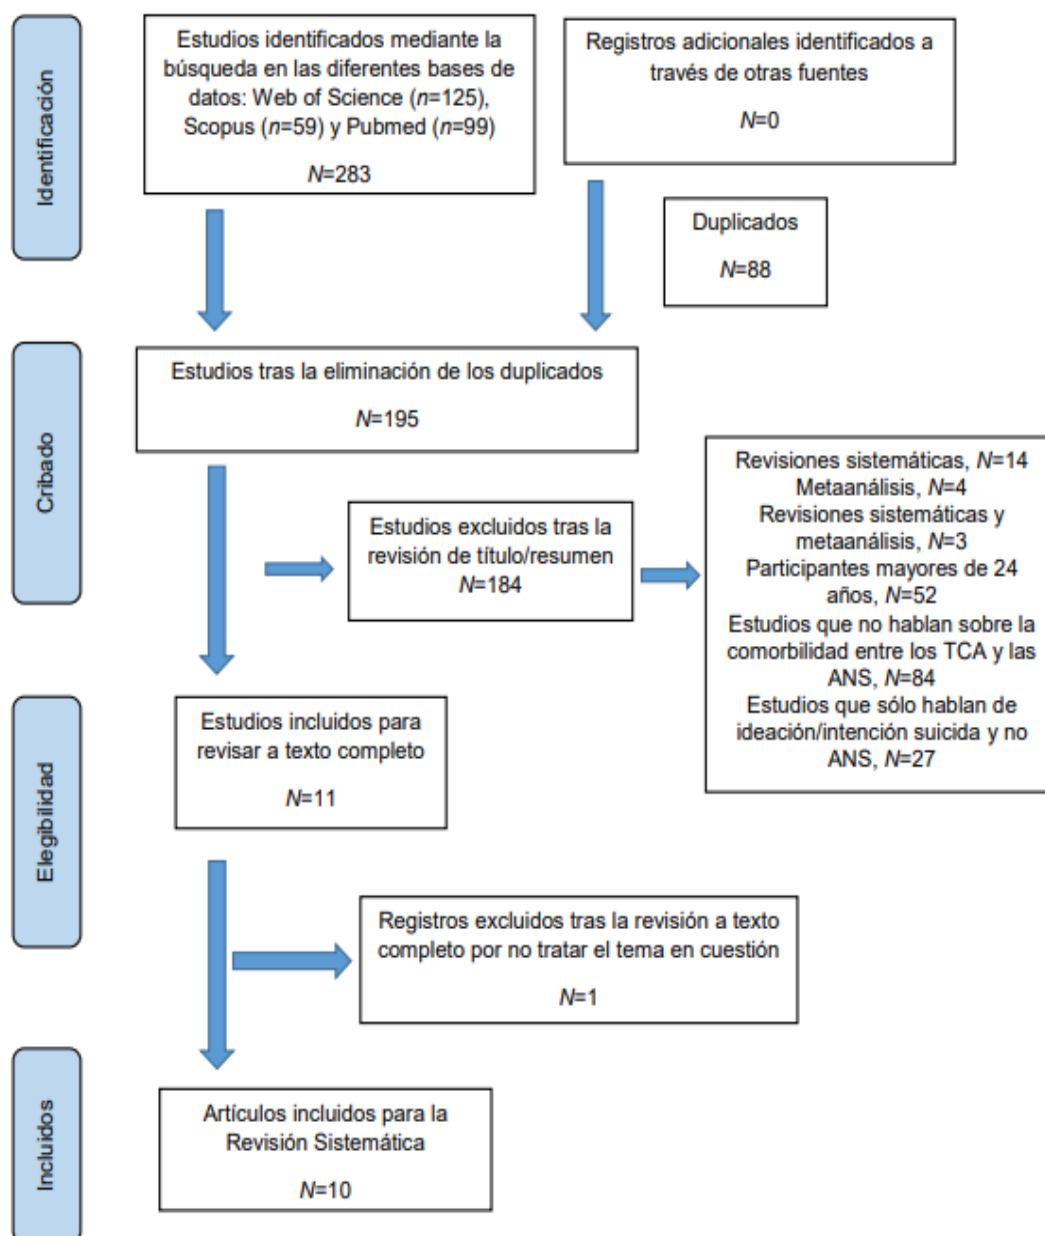 Identificación
Estudios identificados mediante la
búsqueda en las diferentes bases de
datos: Web of Science (n=125),
Scopus (n=59) y Pubmed (n=99)
N=283
Registros adicionales identificados a
través de otras fuentes
N=0
Duplicados
N=88
Cribado
Estudios tras la eliminación de los duplicados
N=195
Estudios excluidos tras la
revisión de título/resumen
N=184
Revisiones sistemáticas, N=14
Metaanálisis, N=4
Revisiones sistemáticas y
metaanálisis, N=3
Participantes mayores de 24
años, N=52
Estudios que no hablan sobre la
comorbilidad entre los TCA y las
ANS, N=84
Estudios que sólo hablan de
ideación/intención suicida y no
ANS, N=27
Elegibilidad
Estudios incluidos para
revisar a texto completo
N=11
Registros excluidos tras la revisión a texto
completo por no tratar el tema en cuestión
N=1
Incluidos
Artículos incluidos para la
Revisión Sistemática
N=10